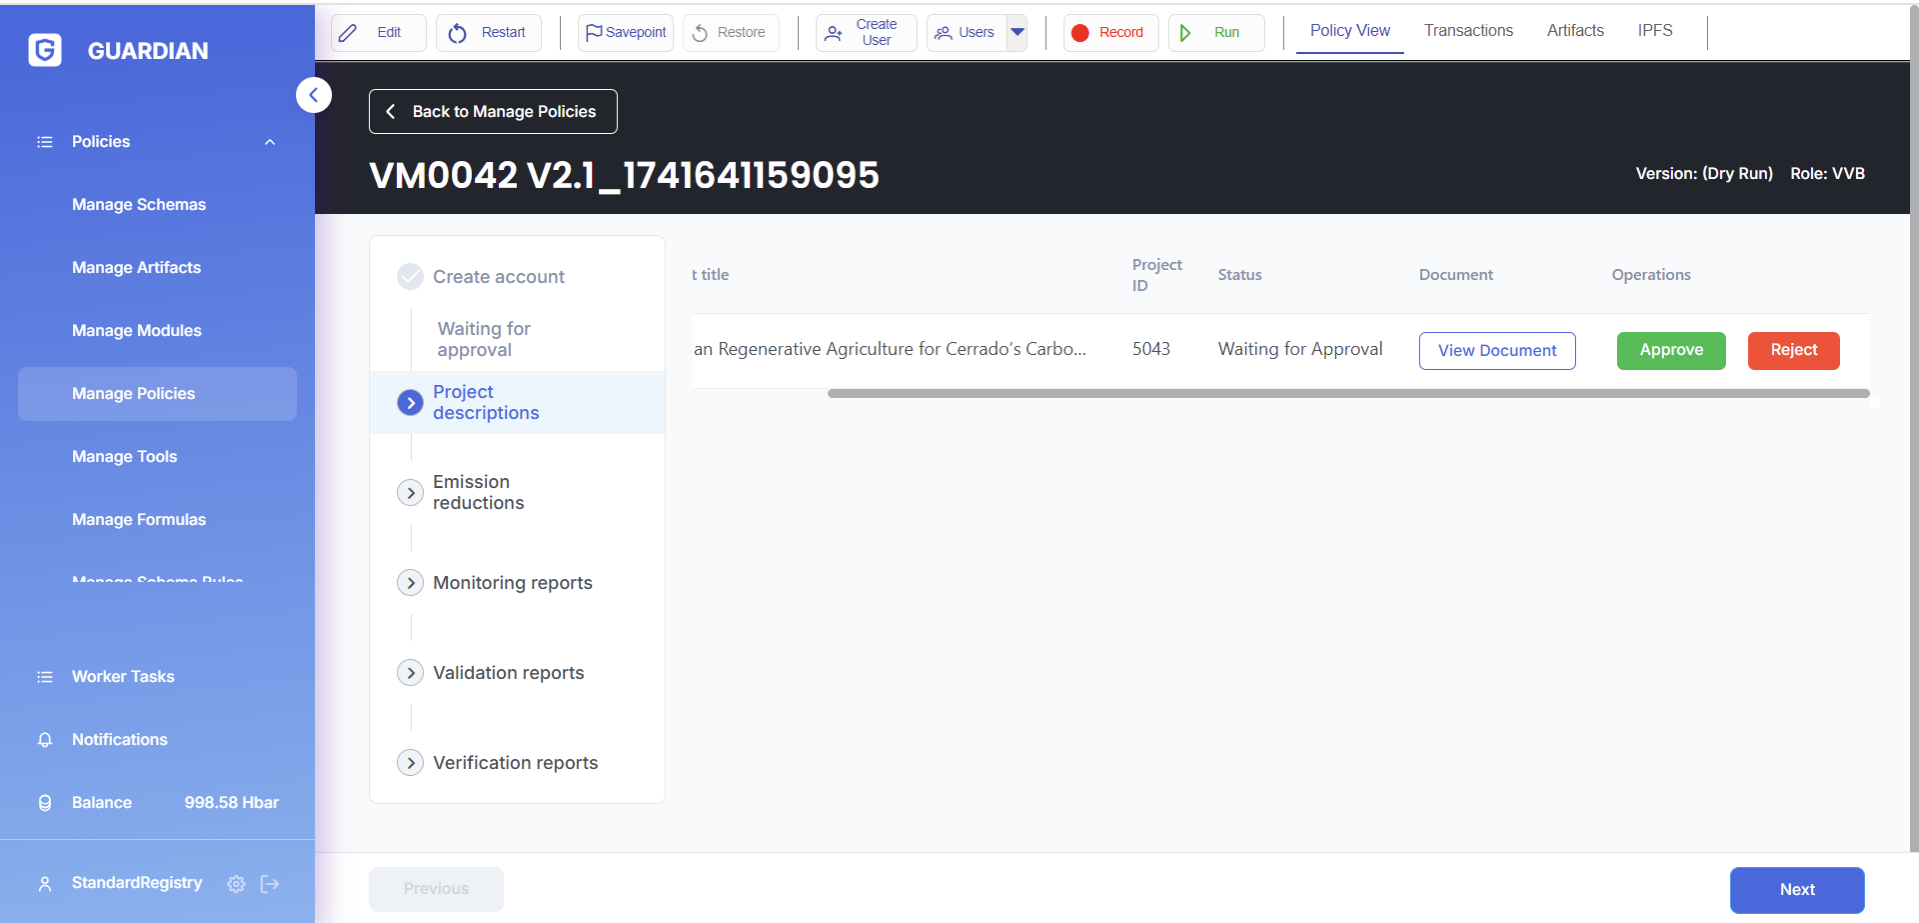 GUARDIAN
Edit
Restart
Savepoint
Restore
Create
User
Users
Record
Run
Policy View
Transactions
Artifacts
IPFS
Policies
Manage Schemas
Manage Artifacts
Manage Modules
Manage Policies
Manage Tools
Manage Formulas
Manage Schema Rules
Worker Tasks
Notifications
Balance 998.58 Hbar
StandardRegistry
Back to Manage Policies
VM0042 V2.1_1741641159095
Version: (Dry Run) Role: VVB
Create account
Waiting for
approval
Project
descriptions
Emission
reductions
Monitoring reports
Validation reports
Verification reports
t title
Project
ID
Status
Document
Operations
an Regenerative Agriculture for Cerrado’s Carbo...
5043
Waiting for Approval
View Document
Approve
Reject
Previous
Next